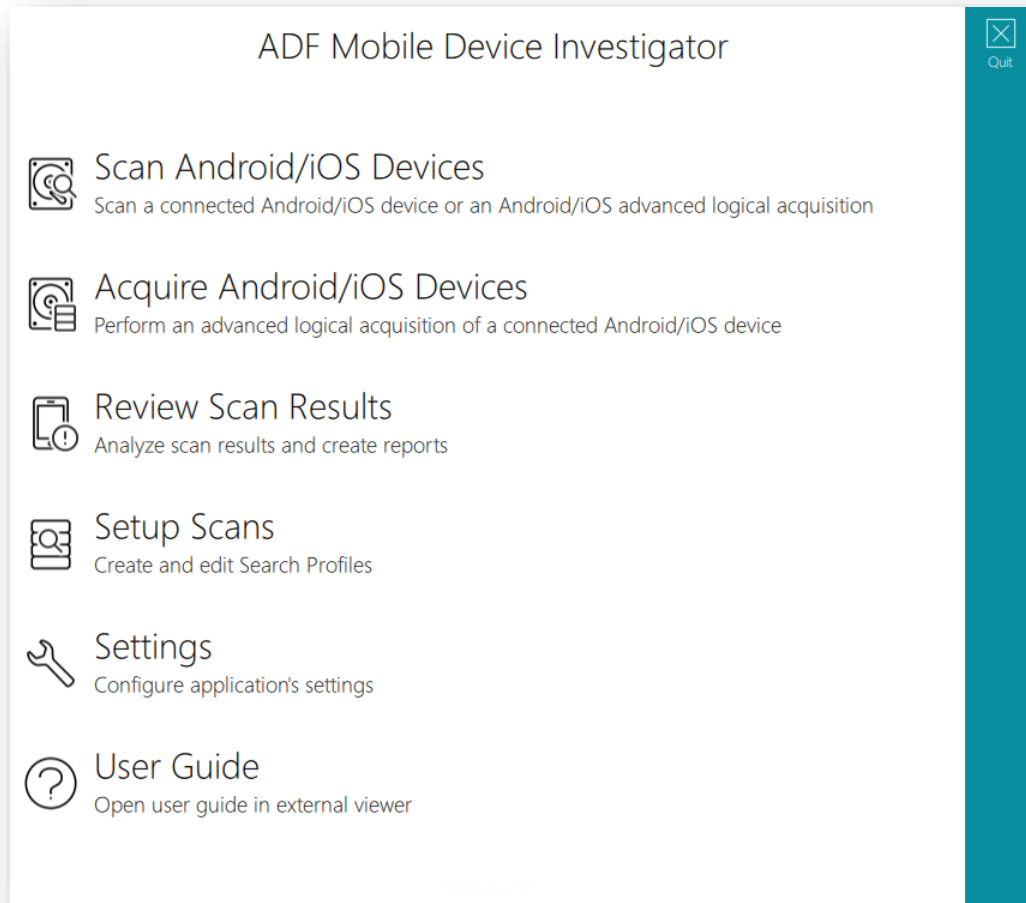 ADF Mobile Device Investigator
Quit
Scan Android/iOS Devices
Scan a connected Android/iOS device or an Android/iOS advanced logical acquisition
Acquire Android/iOS Devices
Perform an advanced logical acquisition of a connected Android/iOS device
Review Scan Results
Analyze scan results and create reports
Setup Scans
Create and edit Search Profiles
Settings
Configure application's settings
User Guide
Open user guide in external viewer